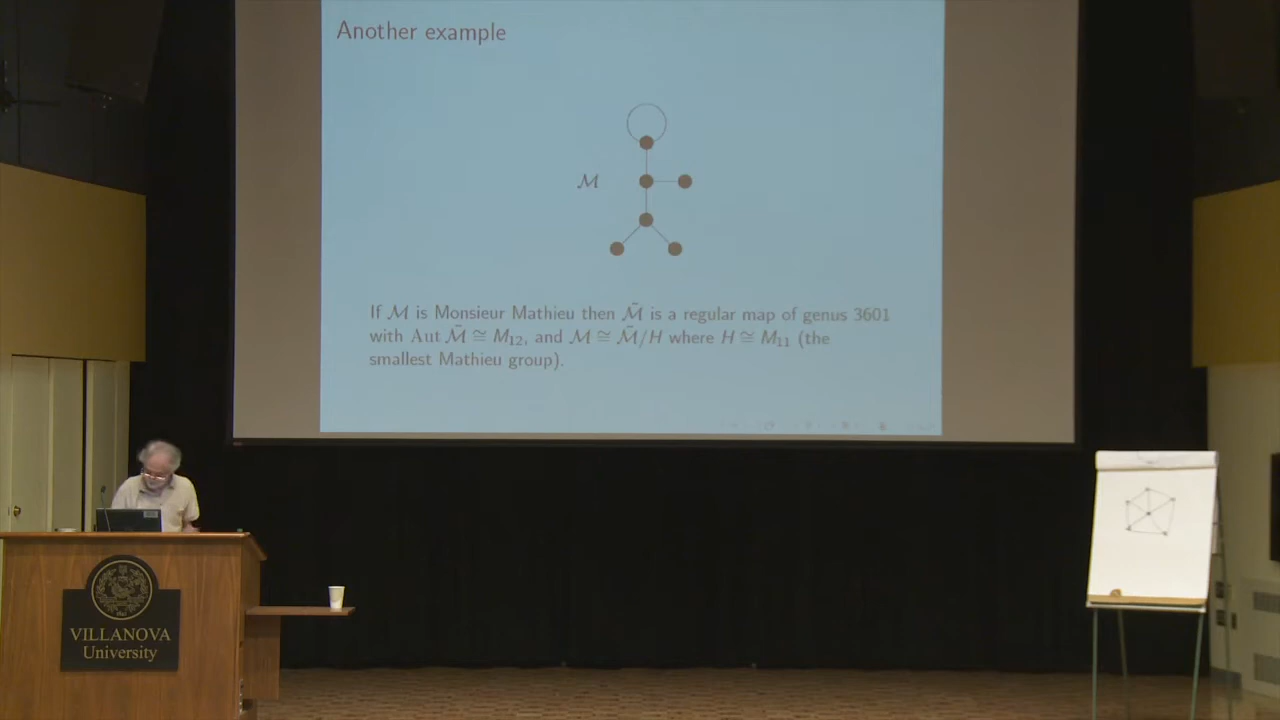 Another example
ℳ
If ℳ is Monsieur Mathieu then ℳ̃ is a regular map of genus 3601
with Aut ℳ̃ ≅ M₁₂, and ℳ ≅ ℳ̃/H where H ≅ M₁₁ (the
smallest Mathieu group).
VILLANOVA
University